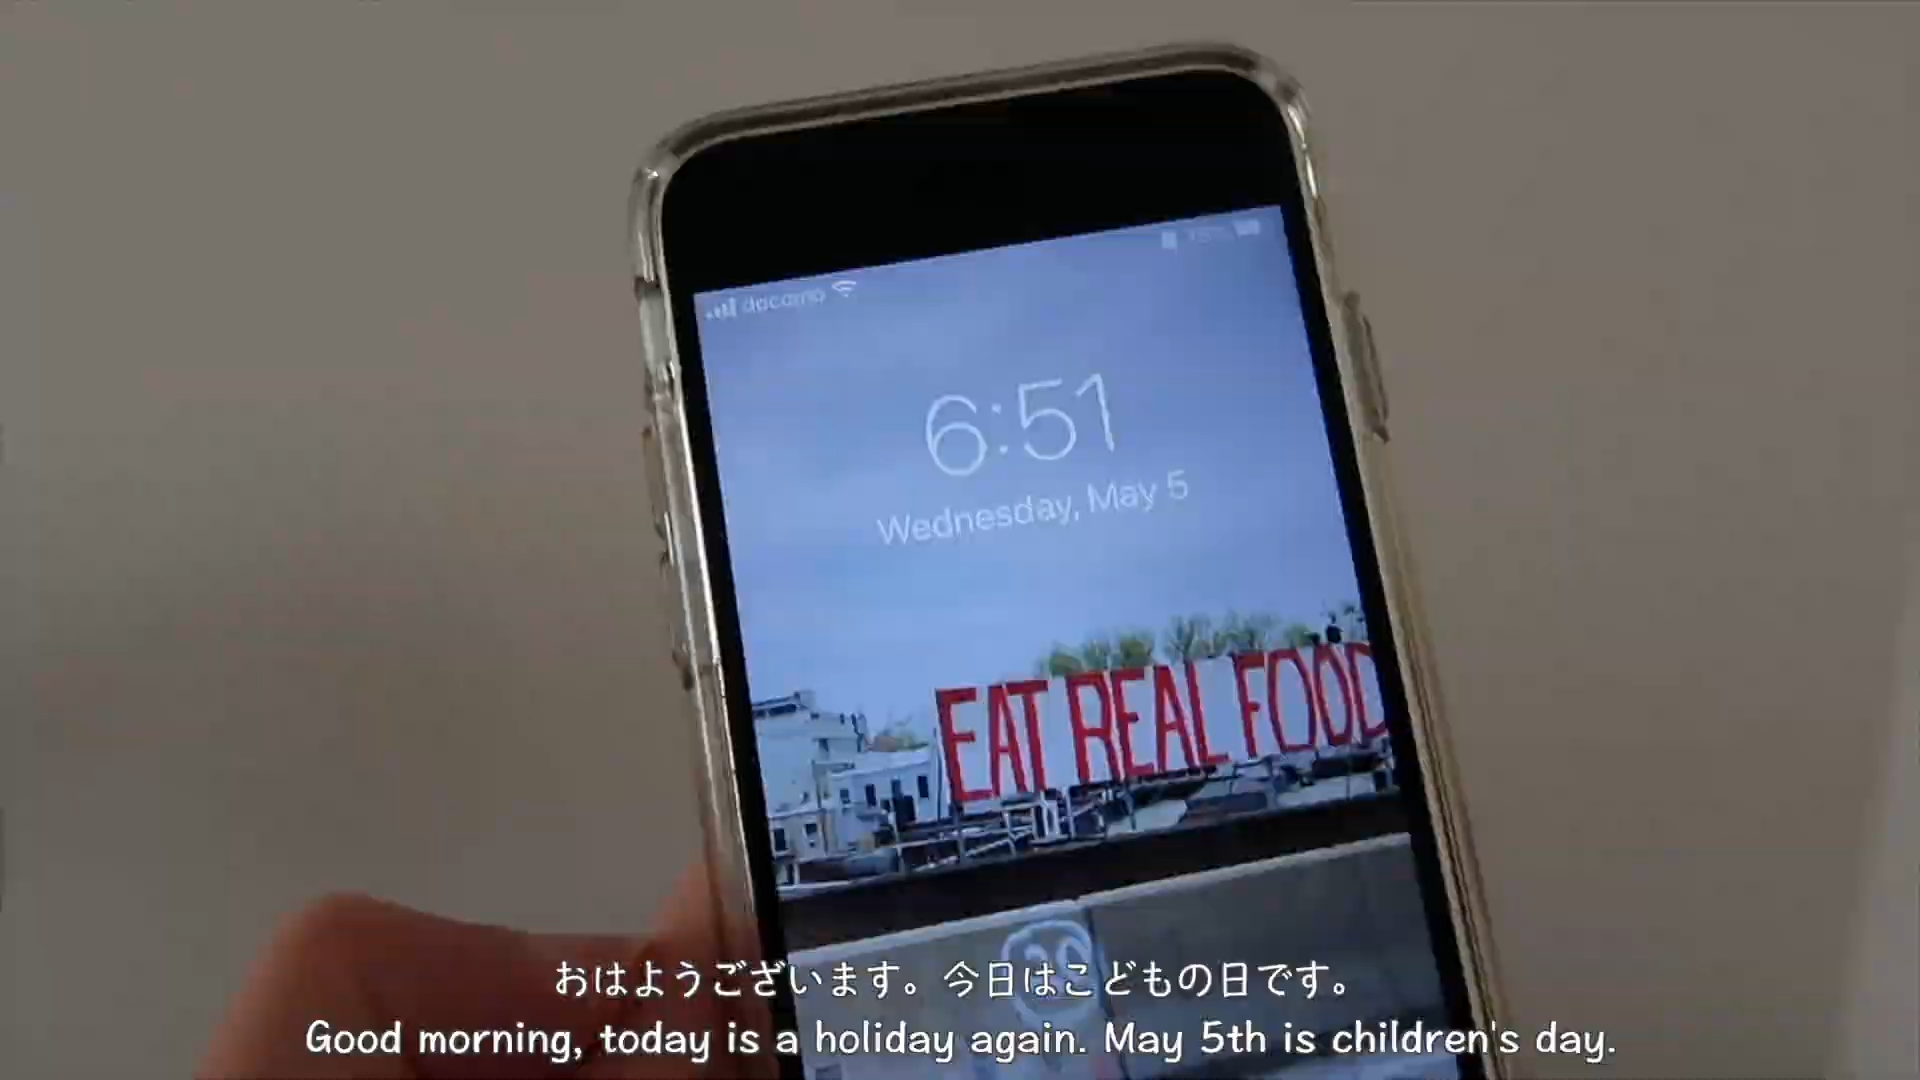 docomo
6:51
Wednesday, May 5
EAT REAL FOOD
おはようございます。今日はこどもの日です。
Good morning, today is a holiday again. May 5th is children's day.